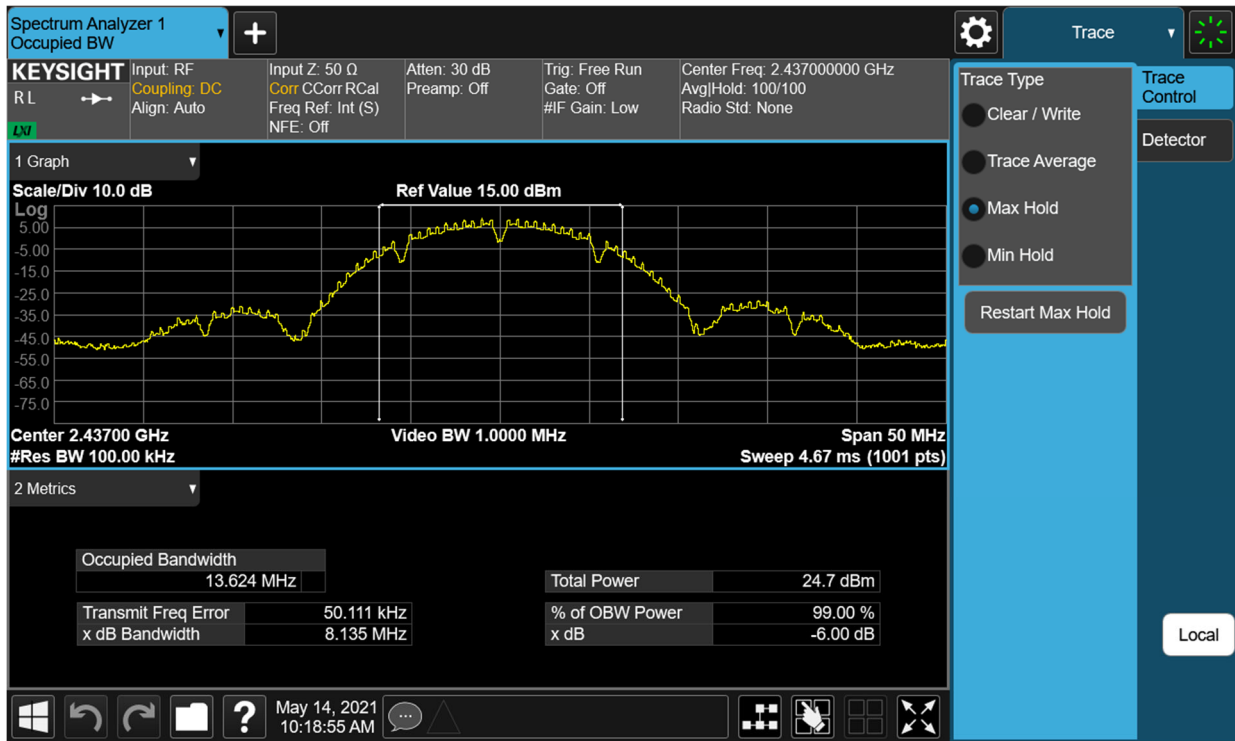 Spectrum Analyzer 1
Occupied BW
Trace
KEYSIGHT
R L
LXI
Input: RF
Coupling: DC
Align: Auto
Input Z: 50 Ω
Corr CCorr RCal
Freq Ref: Int (S)
NFE: Off
Atten: 30 dB
Preamp: Off
Trig: Free Run
Gate: Off
#IF Gain: Low
Center Freq: 2.437000000 GHz
Avg|Hold: 100/100
Radio Std: None
Trace Type
Clear / Write
Trace Average
Max Hold
Min Hold
Restart Max Hold
Trace
Control
Detector
Local
1 Graph
Scale/Div 10.0 dB
Ref Value 15.00 dBm
Log
5.00
-5.00
-15.0
-25.0
-35.0
-45.0
-55.0
-65.0
-75.0
Center 2.43700 GHz
Video BW 1.0000 MHz
Span 50 MHz
#Res BW 100.00 kHz
Sweep 4.67 ms (1001 pts)
2 Metrics
Occupied Bandwidth
13.624 MHz
Total Power 24.7 dBm
Transmit Freq Error 50.111 kHz
% of OBW Power 99.00 %
x dB Bandwidth 8.135 MHz
x dB -6.00 dB
?
May 14, 2021
10:18:55 AM